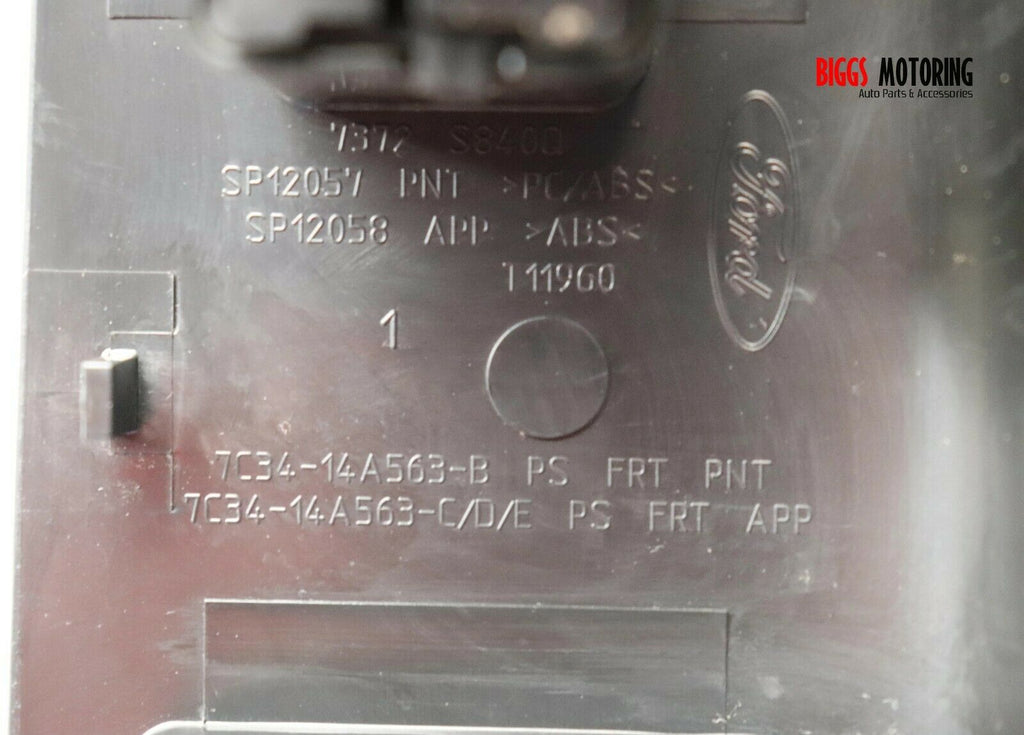 BIGGS MOTORING
Auto Parts & Accessories
7372 S840Q
SP12057 PNT >PC/ABS<
SP12058 APP >ABS<
T11960
Ford
1
7C34-14A563-B PS FRT PNT
7C34-14A563-C/D/E PS FRT APP